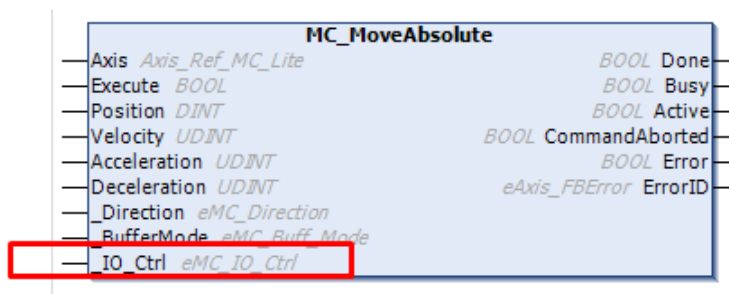 MC_MoveAbsolute
Axis Axis_Ref_MC_Lite BOOL Done
Execute BOOL BOOL Busy
Position DINT BOOL Active
Velocity UDINT BOOL CommandAborted
Acceleration UDINT BOOL Error
Deceleration UDINT eAxis_FBError ErrorID
_Direction eMC_Direction
_BufferMode eMC_Buff_Mode
_IO_Ctrl eMC_IO_Ctrl